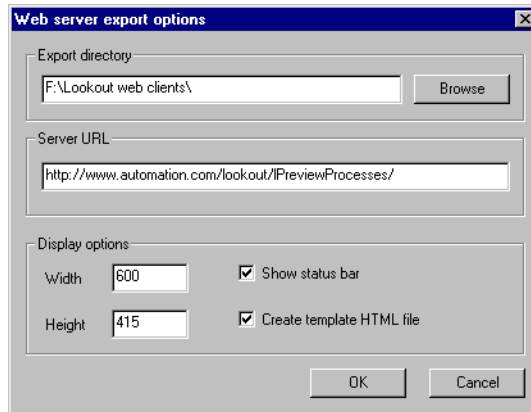 Web server export options
Export directory
F:\Lookout web clients\
Browse
Server URL
http://www.automation.com/lookout/IPreviewProcesses/
Display options
Width
600
Show status bar
Height
415
Create template HTML file
OK
Cancel